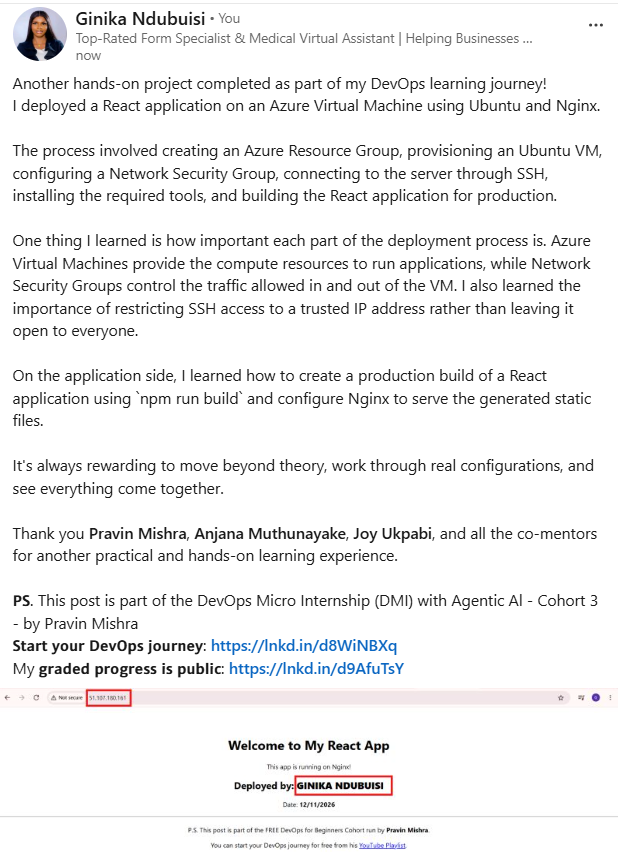 Ginika Ndubuisi • You
Top-Rated Form Specialist & Medical Virtual Assistant | Helping Businesses ...
now
Another hands-on project completed as part of my DevOps learning journey!
I deployed a React application on an Azure Virtual Machine using Ubuntu and Nginx.
The process involved creating an Azure Resource Group, provisioning an Ubuntu VM,
configuring a Network Security Group, connecting to the server through SSH,
installing the required tools, and building the React application for production.
One thing I learned is how important each part of the deployment process is. Azure
Virtual Machines provide the compute resources to run applications, while Network
Security Groups control the traffic allowed in and out of the VM. I also learned the
importance of restricting SSH access to a trusted IP address rather than leaving it
open to everyone.
On the application side, I learned how to create a production build of a React
application using `npm run build` and configure Nginx to serve the generated static
files.
It's always rewarding to move beyond theory, work through real configurations, and
see everything come together.
Thank you Pravin Mishra, Anjana Muthunayake, Joy Ukpabi, and all the co-mentors
for another practical and hands-on learning experience.
PS. This post is part of the DevOps Micro Internship (DMI) with Agentic Al - Cohort 3
- by Pravin Mishra
Start your DevOps journey: https://lnkd.in/d8WiNBXq
My graded progress is public: https://lnkd.in/d9AfuTsY
Not secure 51.107.180.161
Welcome to My React App
This app is running on Nginx!
Deployed by: GINIKA NDUBUISI
Date: 12/11/2026
P.S. This post is part of the FREE DevOps for Beginners Cohort run by Pravin Mishra.
You can start your DevOps journey for free from his YouTube Playlist.